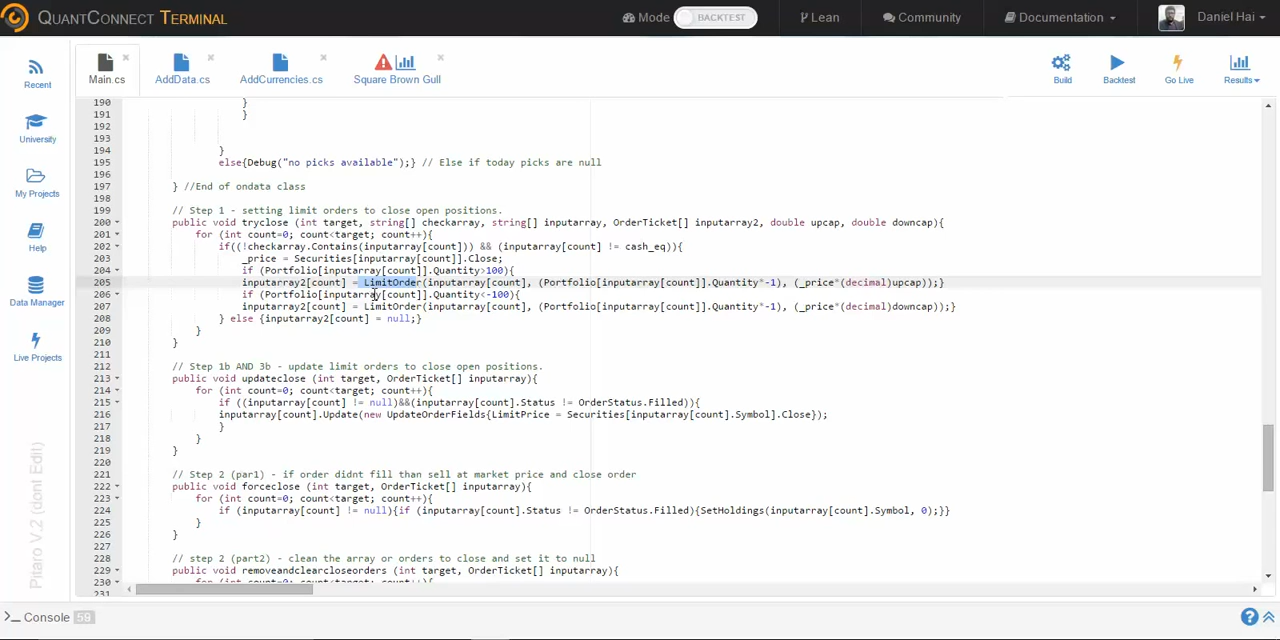 QUANTCONNECT TERMINAL
Mode
BACKTEST
Lean
Community
Documentation
Daniel Hai
Recent
University
My Projects
Help
Data Manager
Live Projects
Pitaro V.2 (dont Edit)
Main.cs
AddData.cs
AddCurrencies.cs
Square Brown Gull
Build
Backtest
Go Live
Results
190 }
191 }
192
193
194 }
195 else{Debug("no picks available");} // Else if today picks are null
196
197 } //End of ondata class
198
199 // Step 1 - setting limit orders to close open positions.
200 public void tryclose (int target, string[] checkarray, string[] inputarray, OrderTicket[] inputarray2, double upcap, double downcap){
201 for (int count=0; count<target; count++){
202 if((!checkarray.Contains(inputarray[count])) && (inputarray[count] != cash_eq)){
203 _price = Securities[inputarray[count]].Close;
204 if (Portfolio[inputarray[count]].Quantity>100){
205 inputarray2[count] = LimitOrder(inputarray[count], (Portfolio[inputarray[count]].Quantity*-1), (_price*(decimal)upcap));}
206 if (Portfolio[inputarray[count]].Quantity<-100){
207 inputarray2[count] = LimitOrder(inputarray[count], (Portfolio[inputarray[count]].Quantity*-1), (_price*(decimal)downcap));}
208 } else {inputarray2[count] = null;}
209 }
210 }
211
212 // Step 1b AND 3b - update limit orders to close open positions.
213 public void updateclose (int target, OrderTicket[] inputarray){
214 for (int count=0; count<target; count++){
215 if ((inputarray[count] != null)&&(inputarray[count].Status != OrderStatus.Filled)){
216 inputarray[count].Update(new UpdateOrderFields{LimitPrice = Securities[inputarray[count].Symbol].Close});
217 }
218 }
219 }
220
221 // Step 2 (par1) - if order didnt fill than sell at market price and close order
222 public void forceclose (int target, OrderTicket[] inputarray){
223 for (int count=0; count<target; count++){
224 if (inputarray[count] != null){if (inputarray[count].Status != OrderStatus.Filled){SetHoldings(inputarray[count].Symbol, 0);}}
225 }
226 }
227
228 // step 2 (part2) - clean the array or orders to close and set it to null
229 public void removeandclearcloseorders (int target, OrderTicket[] inputarray){
230 for (int count=0; count<target; count++){
231
Console 59